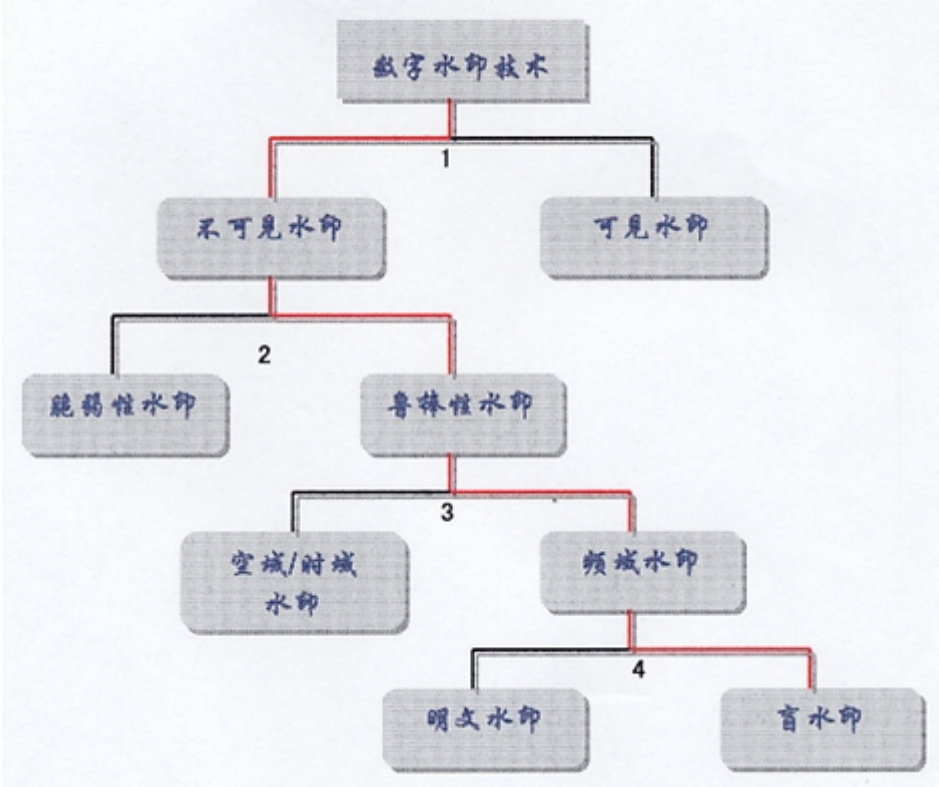 数字水印技术
1
不可见水印
可见水印
2
脆弱性水印
鲁棒性水印
3
空域/时域
水印
频域水印
4
明文水印
盲水印